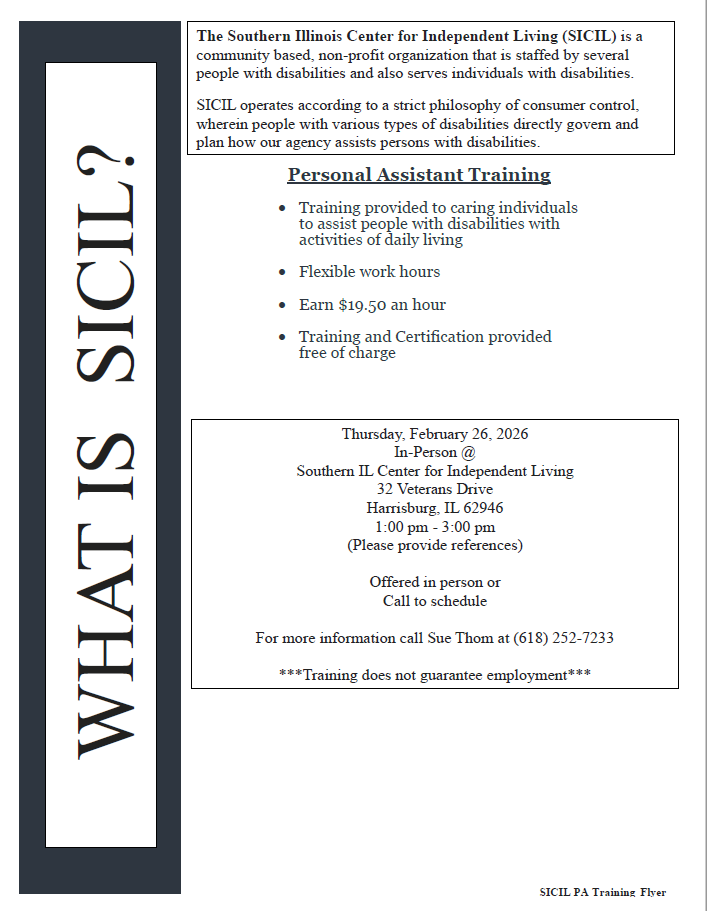 WHAT IS SICIL?
The Southern Illinois Center for Independent Living (SICIL) is a
community based, non-profit organization that is staffed by several
people with disabilities and also serves individuals with disabilities.
SICIL operates according to a strict philosophy of consumer control,
wherein people with various types of disabilities directly govern and
plan how our agency assists persons with disabilities.
Personal Assistant Training
• Training provided to caring individuals
to assist people with disabilities with
activities of daily living
• Flexible work hours
• Earn $19.50 an hour
• Training and Certification provided
free of charge
Thursday, February 26, 2026
In-Person @
Southern IL Center for Independent Living
32 Veterans Drive
Harrisburg, IL 62946
1:00 pm - 3:00 pm
(Please provide references)
Offered in person or
Call to schedule
For more information call Sue Thom at (618) 252-7233
***Training does not guarantee employment***
SICIL PA Training Flyer